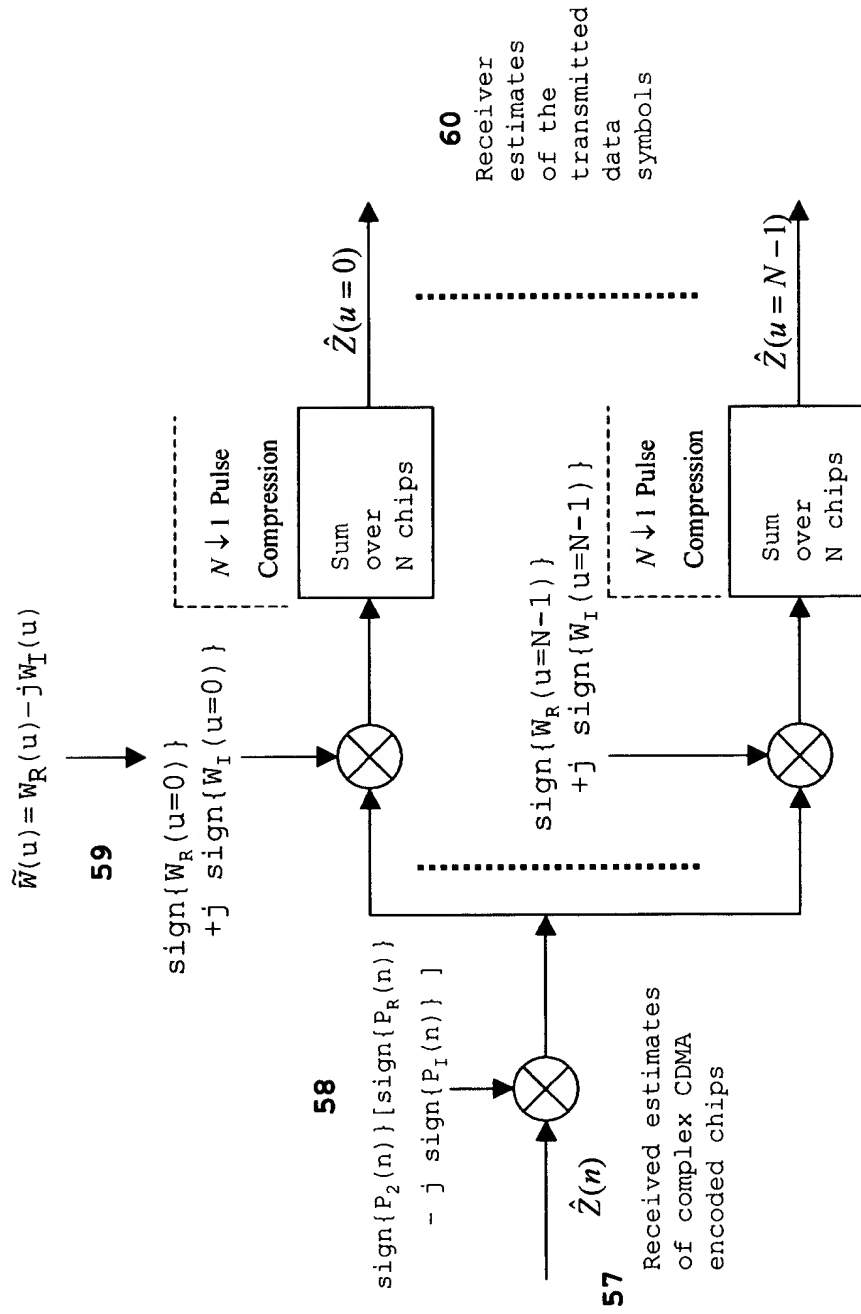 W̃(u) = W_R(u)-jW_I(u)
59
sign{W_R(u=0)}
+j sign{W_I(u=0)}
N ↓ 1 Pulse
Compression
Sum
over
N chips
Ẑ(u = 0)
58
sign{P_2(n)}[sign{P_R(n)}
- j sign{P_I(n)} ]
Ẑ(n)
57
Received estimates
of complex CDMA
encoded chips
sign{W_R(u=N-1)}
+j sign{W_I(u=N-1)}
N ↓ 1 Pulse
Compression
Sum
over
N chips
Ẑ(u = N -1)
60
Receiver
estimates
of the
transmitted
data
symbols